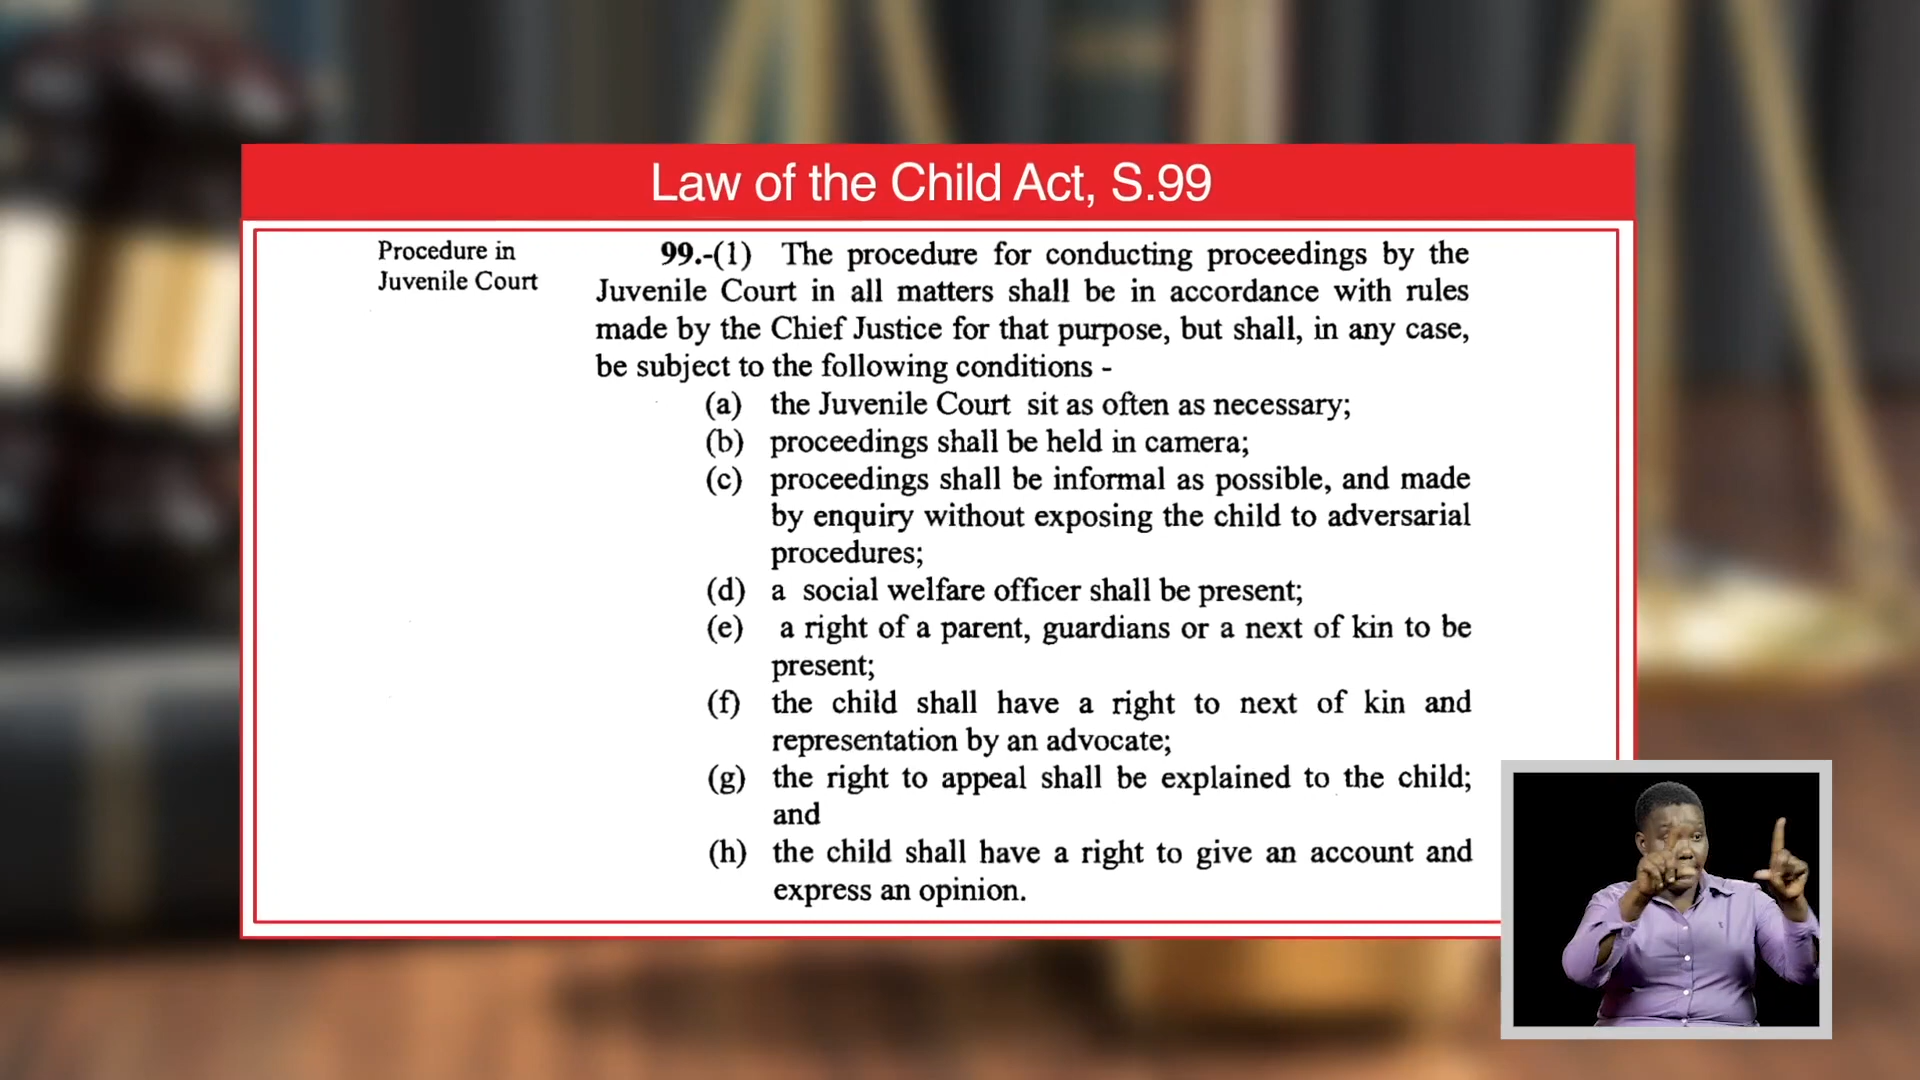 Law of the Child Act, S.99
Procedure in
Juvenile Court
99.-(1) The procedure for conducting proceedings by the
Juvenile Court in all matters shall be in accordance with rules
made by the Chief Justice for that purpose, but shall, in any case,
be subject to the following conditions -
(a) the Juvenile Court sit as often as necessary;
(b) proceedings shall be held in camera;
(c) proceedings shall be informal as possible, and made
by enquiry without exposing the child to adversarial
procedures;
(d) a social welfare officer shall be present;
(e) a right of a parent, guardians or a next of kin to be
present;
(f) the child shall have a right to next of kin and
representation by an advocate;
(g) the right to appeal shall be explained to the child;
and
(h) the child shall have a right to give an account and
express an opinion.